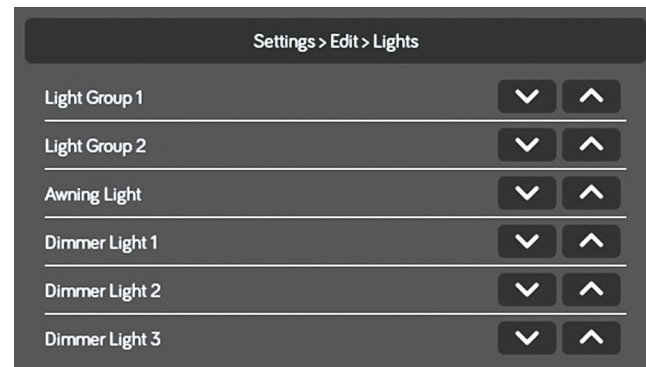 Settings > Edit > Lights
Light Group 1
Light Group 2
Awning Light
Dimmer Light 1
Dimmer Light 2
Dimmer Light 3